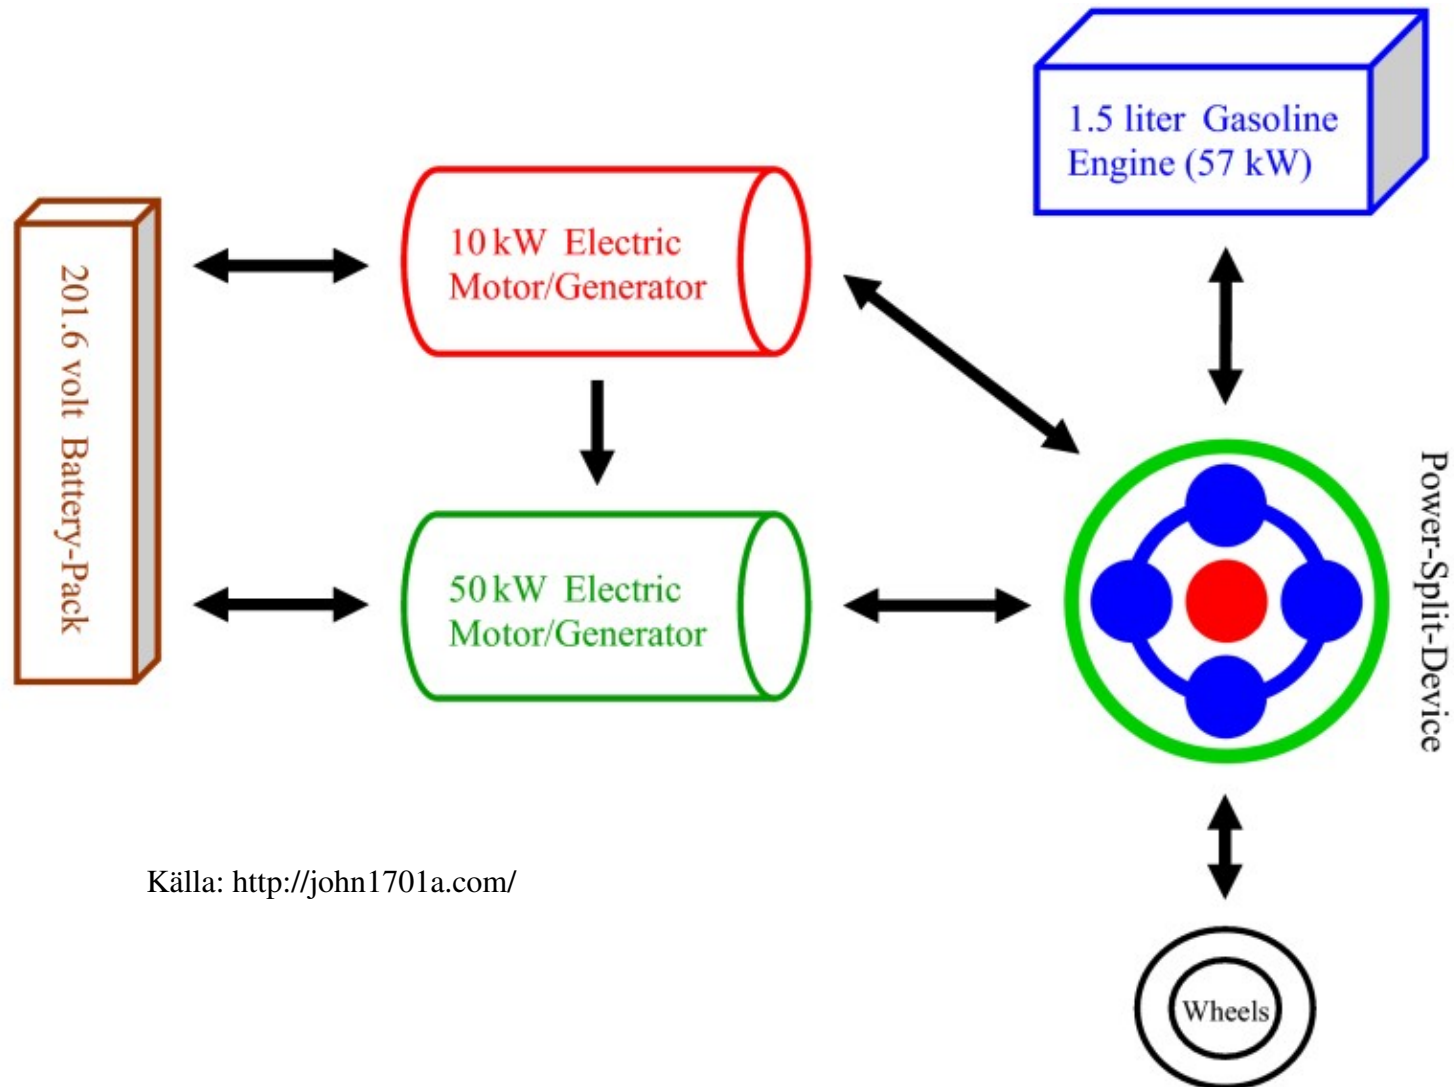 1.5 liter Gasoline
Engine (57 kW)
10 kW Electric
Motor/Generator
201.6 volt Battery-Pack
50 kW Electric
Motor/Generator
Power-Split-Device
Källa: http://john1701a.com/
Wheels